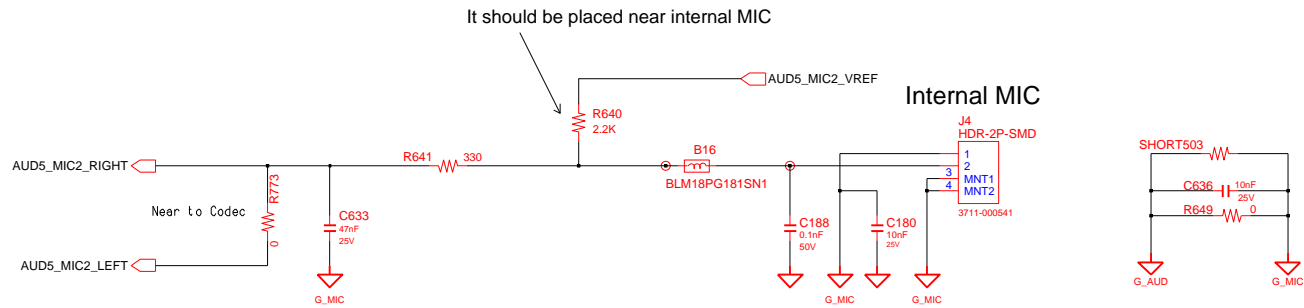 It should be placed near internal MIC
AUD5_MIC2_VREF
Internal MIC
R640
2.2K
J4
HDR-2P-SMD
SHORT503
B16
R641
330
1
2
AUD5_MIC2_RIGHT
BLM18PG181SN1
3
MNT1
4
MNT2
C636
10nF
25V
R773
R649
0
3711-000541
Near to Codec
C633
47nF
25V
C188
0.1nF
50V
C180
10nF
25V
0
AUD5_MIC2_LEFT
G_AUD
G_MIC
G_MIC
G_MIC
G_MIC